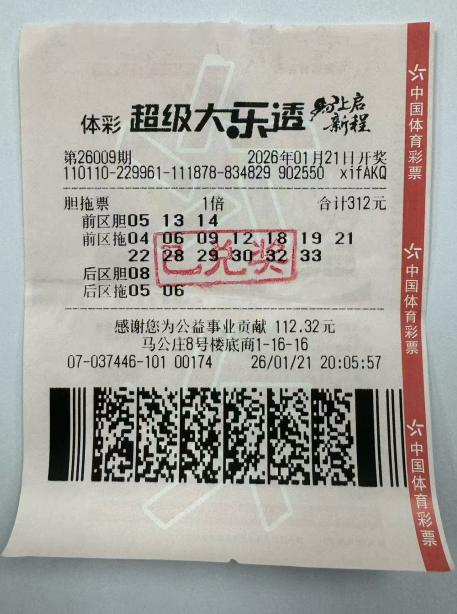 体彩 超级大乐透 马上启新程
第26009期 2026年01月21日开奖
110110-229961-111878-834829 902550 xifAKQ
胆拖票 1倍 合计312元
前区胆05 13 14
前区拖04 06 09 12 18 19 21
22 28 29 30 32 33
已兑奖
后区胆08
后区拖05 06
感谢您为公益事业贡献 112.32元
马公庄8号楼底商1-16-16
07-037446-101 00174 26/01/21 20:05:57
中国体育彩票
中国体育彩票
中国体育彩票